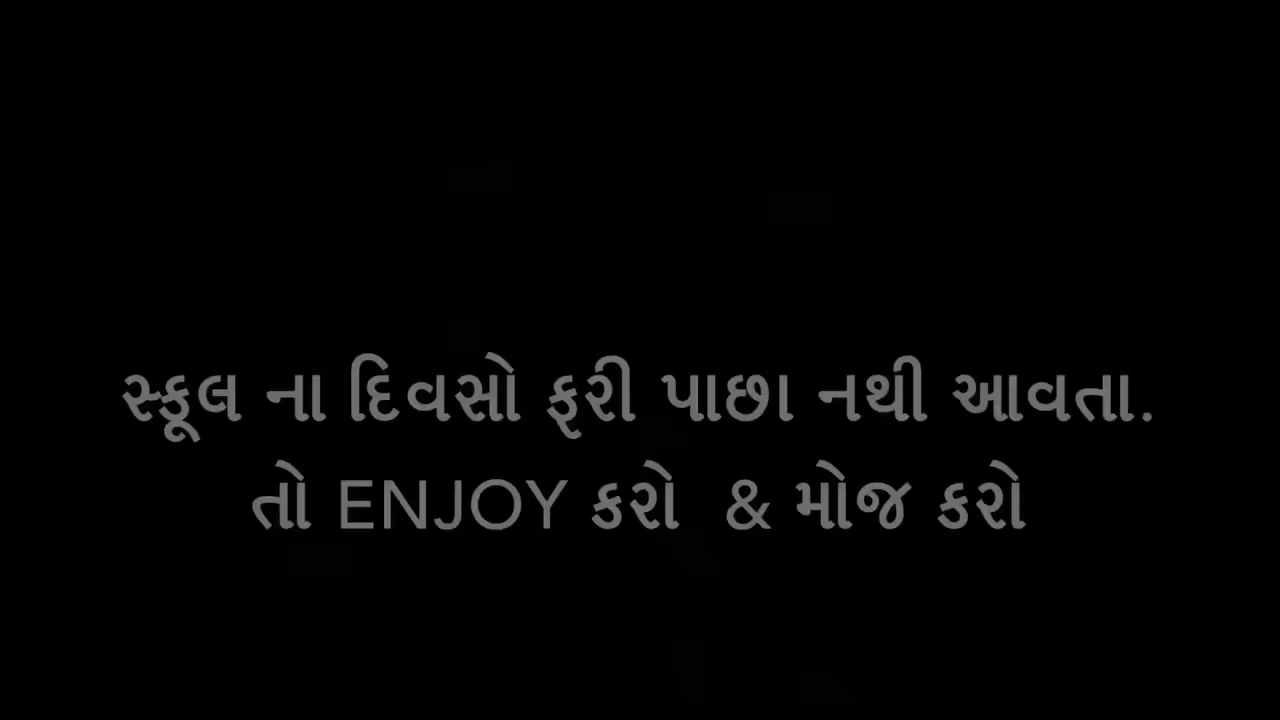 સ્કૂલ ના દિવસો ફરી પાછા નથી આવતા.
તો ENJOY કરો & મોજ કરો